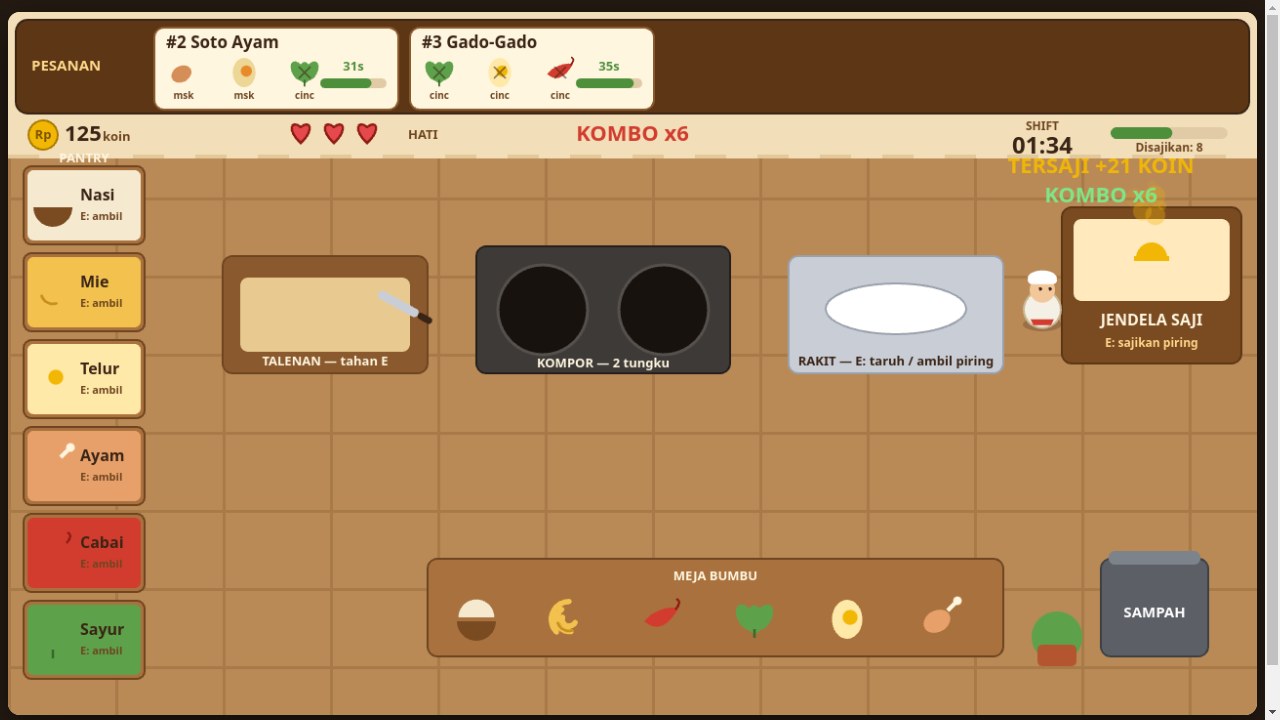 PESANAN
#2 Soto Ayam
msk
msk
cinc
31s
#3 Gado-Gado
cinc
cinc
cinc
35s
Rp
125 koin
HATI
KOMBO x6
SHIFT
01:34
Disajikan: 8
TERSAJI +21 KOIN
KOMBO x6
PANTRY
Nasi
E: ambil
Mie
E: ambil
Telur
E: ambil
Ayam
E: ambil
Cabai
E: ambil
Sayur
E: ambil
TALENAN — tahan E
KOMPOR — 2 tungku
RAKIT — E: taruh / ambil piring
JENDELA SAJI
E: sajikan piring
MEJA BUMBU
SAMPAH